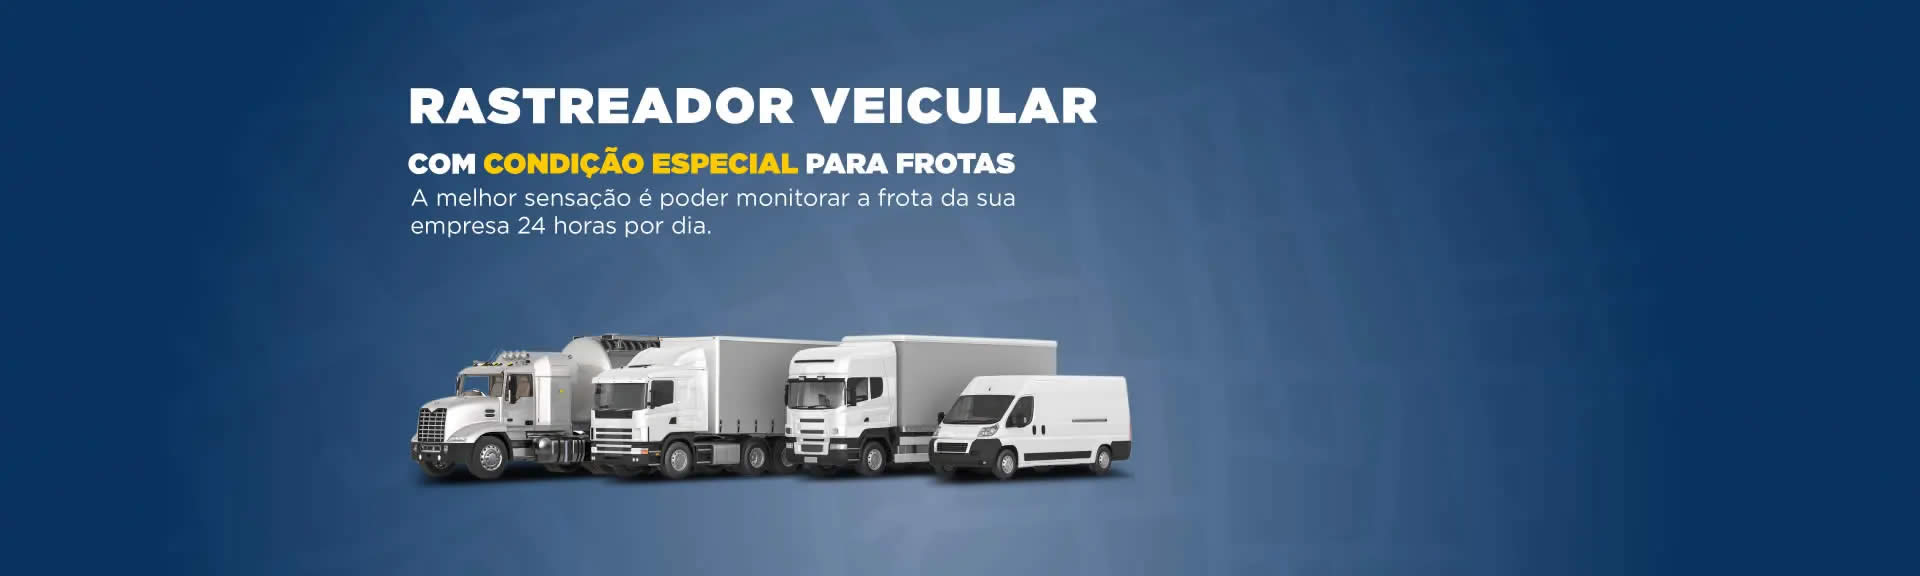 RASTREADOR VEICULAR
COM CONDIÇÃO ESPECIAL PARA FROTAS
A melhor sensação é poder monitorar a frota da sua
empresa 24 horas por dia.